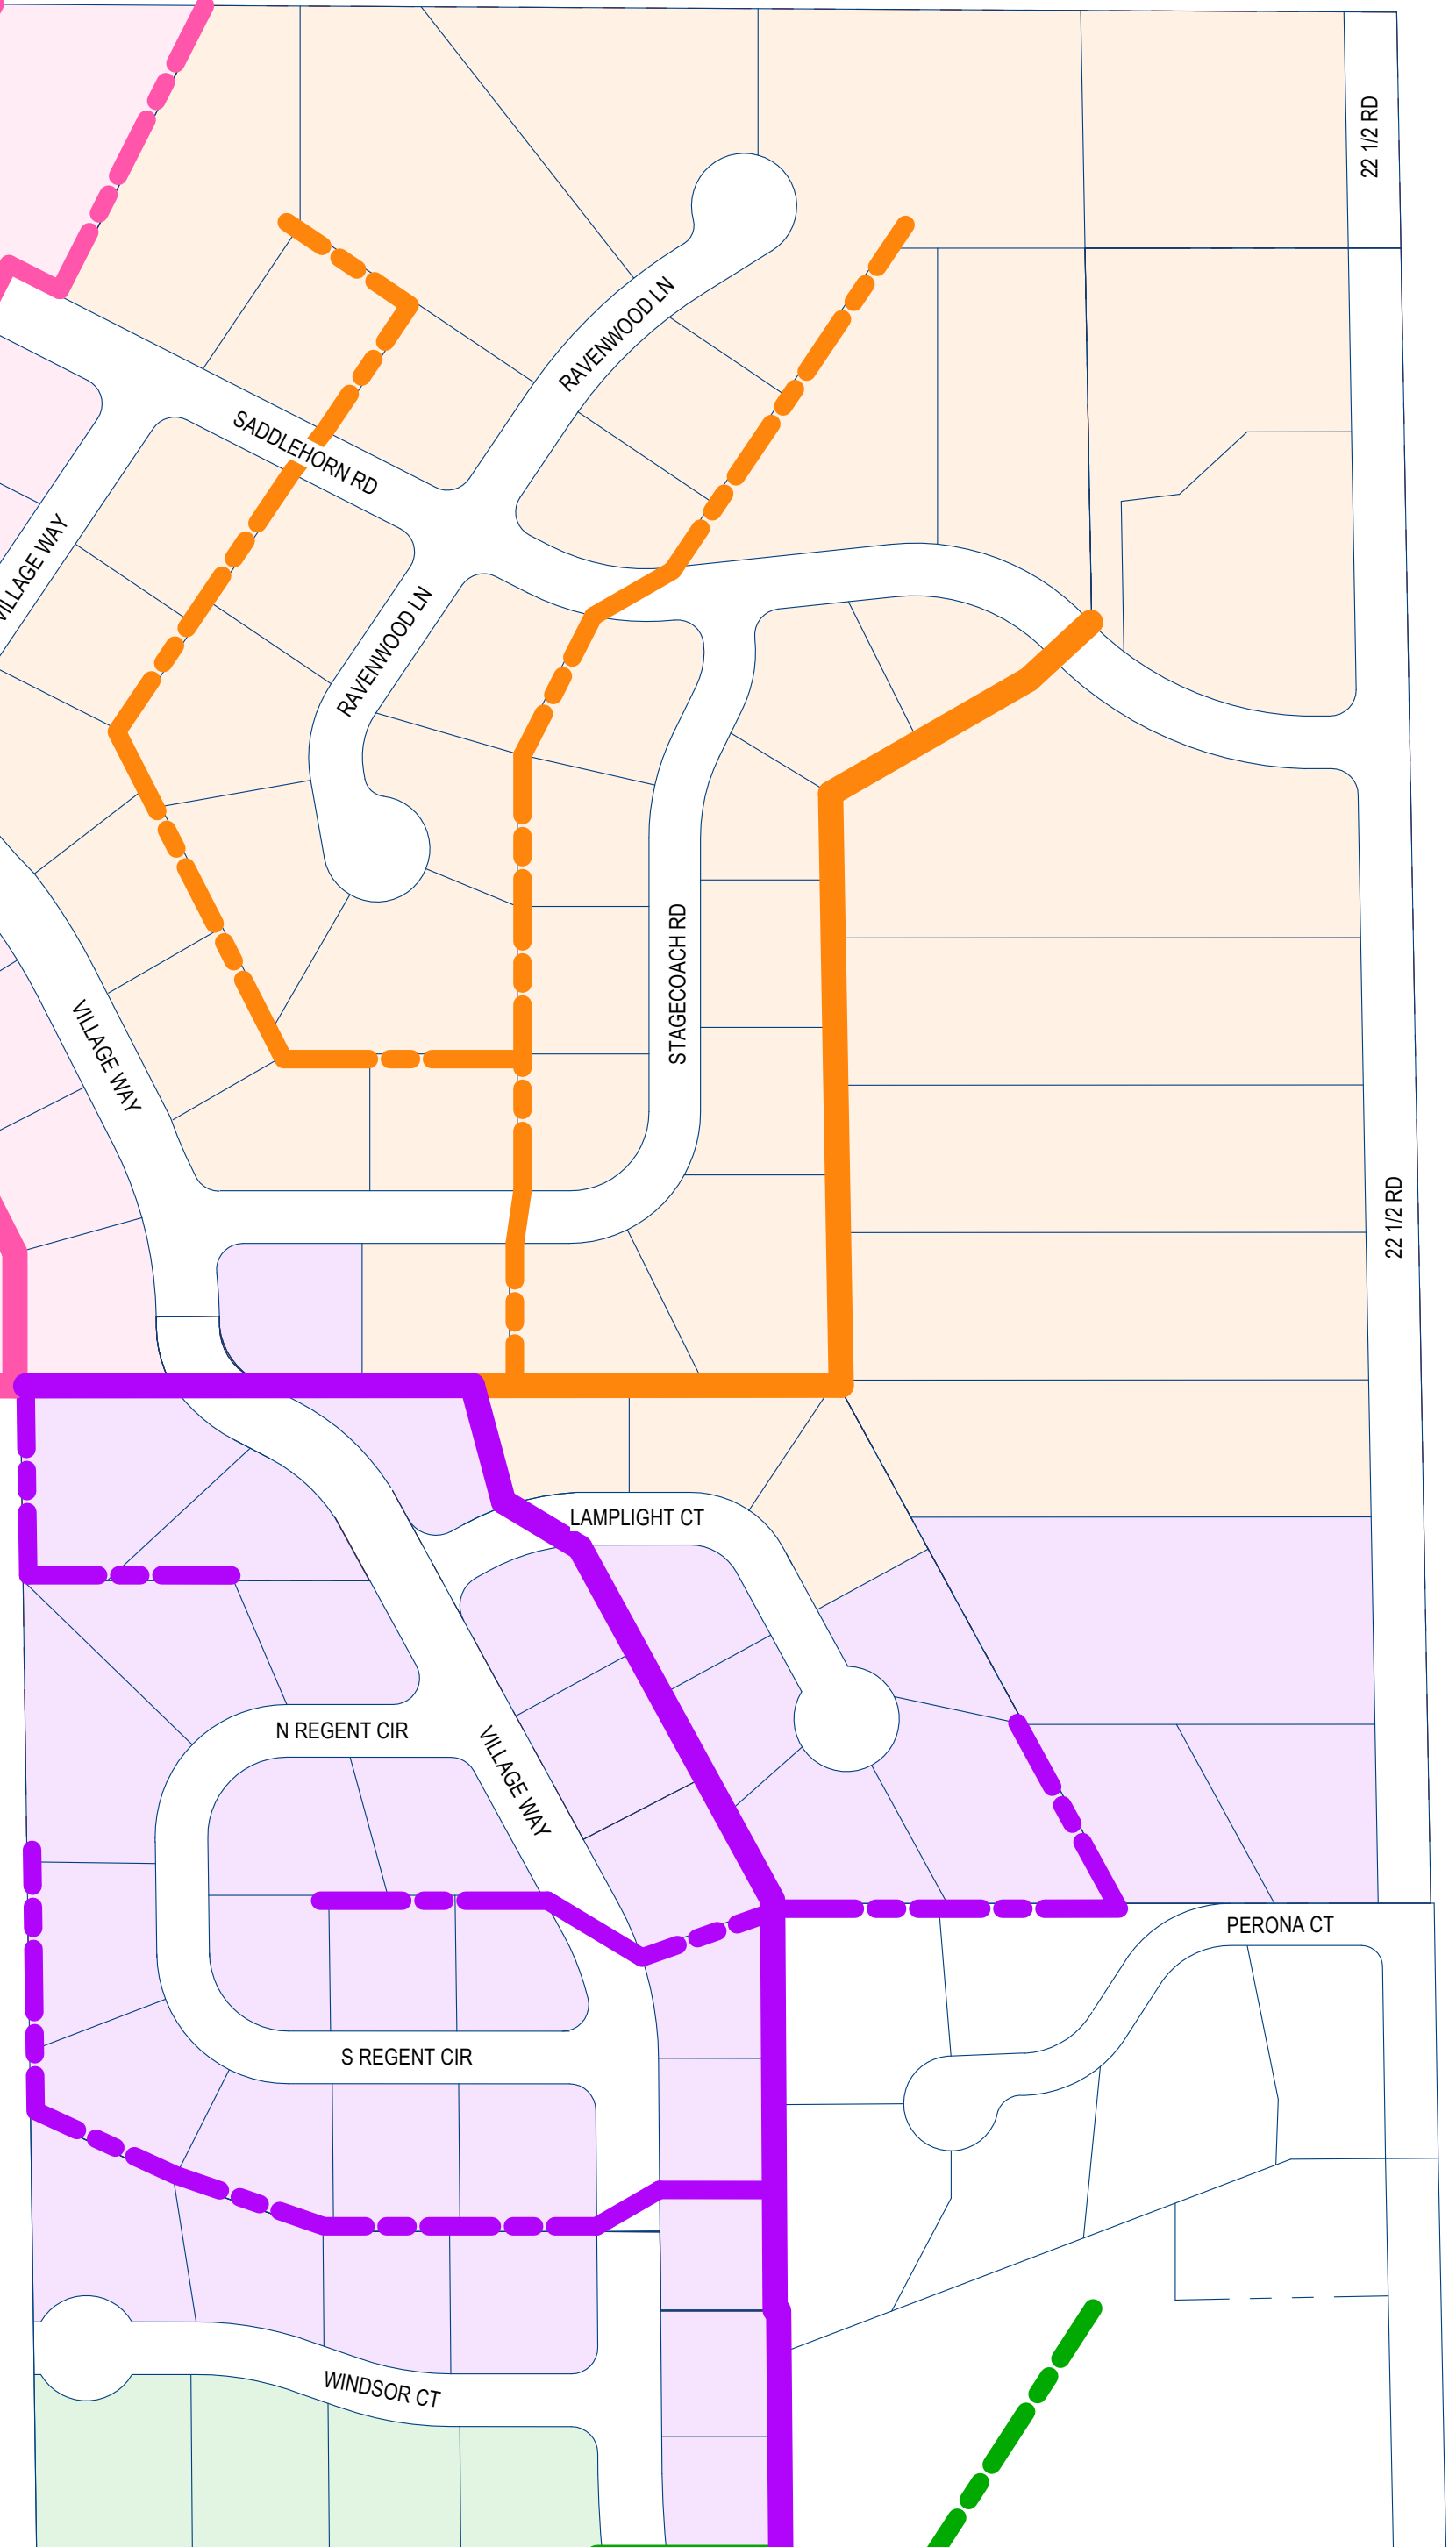 22 1/2 RD
RAVENWOOD LN
SADDLEHORN RD
VILLAGE WAY
RAVENWOOD LN
STAGECOACH RD
VILLAGE WAY
22 1/2 RD
LAMPLIGHT CT
N REGENT CIR
VILLAGE WAY
PERONA CT
S REGENT CIR
WINDSOR CT